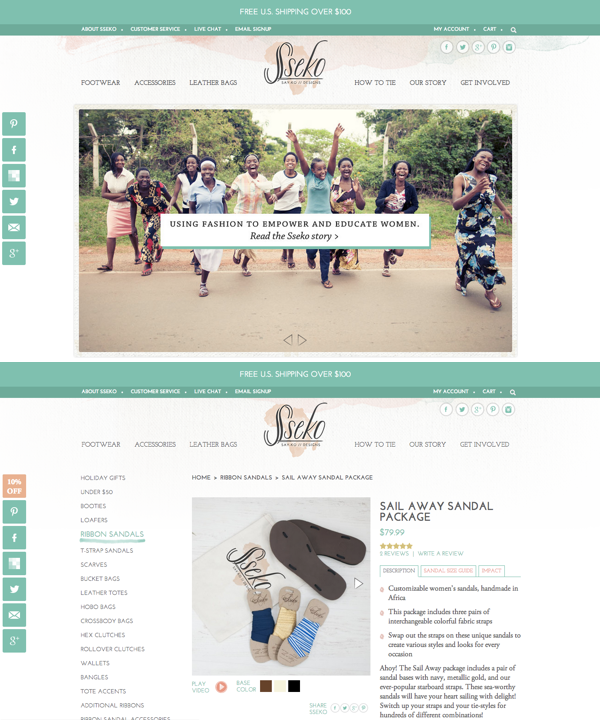 FREE U.S. SHIPPING OVER $100
ABOUT SSEKO CUSTOMER SERVICE LIVE CHAT EMAIL SIGNUP MY ACCOUNT CART
Sseko
DESIGNS
FOOTWEAR ACCESSORIES LEATHER BAGS HOW TO TIE OUR STORY GET INVOLVED
USING FASHION TO EMPOWER AND EDUCATE WOMEN.
Read the Sseko story >
FREE U.S. SHIPPING OVER $100
ABOUT SSEKO CUSTOMER SERVICE LIVE CHAT EMAIL SIGNUP MY ACCOUNT CART
Sseko
DESIGNS
FOOTWEAR ACCESSORIES LEATHER BAGS HOW TO TIE OUR STORY GET INVOLVED
10%
OFF
HOLIDAY GIFTS
UNDER $50
BOOTIES
LOAFERS
RIBBON SANDALS
T-STRAP SANDALS
SCARVES
BUCKET BAGS
LEATHER TOTES
HOBO BAGS
CROSSBODY BAGS
HEX CLUTCHES
ROLLOVER CLUTCHES
WALLETS
BANGLES
TOTE ACCENTS
ADDITIONAL RIBBONS
RIBBON SANDAL ACCESSORIES
HOME » RIBBON SANDALS » SAIL AWAY SANDAL PACKAGE
Sseko
PLAY
VIDEO
BASE
COLOR
SHARE
SSEKO
SAIL AWAY SANDAL
PACKAGE
$79.99
3 REVIEWS | WRITE A REVIEW
DESCRIPTION SANDAL SIZE GUIDE IMPACT
Customizable women's sandals, handmade in
Africa
This package includes three pairs of
interchangeable colorful fabric straps
Swap out the straps on these unique sandals to
create various styles and looks for every
occasion
Ahoy! The Sail Away package includes a pair of
sandal bases with navy, metallic gold, and our
ever-popular starboard straps. These sea-worthy
sandals will have your heart sailing with delight!
Switch up your straps and your tie-styles for
hundreds of different combinations!